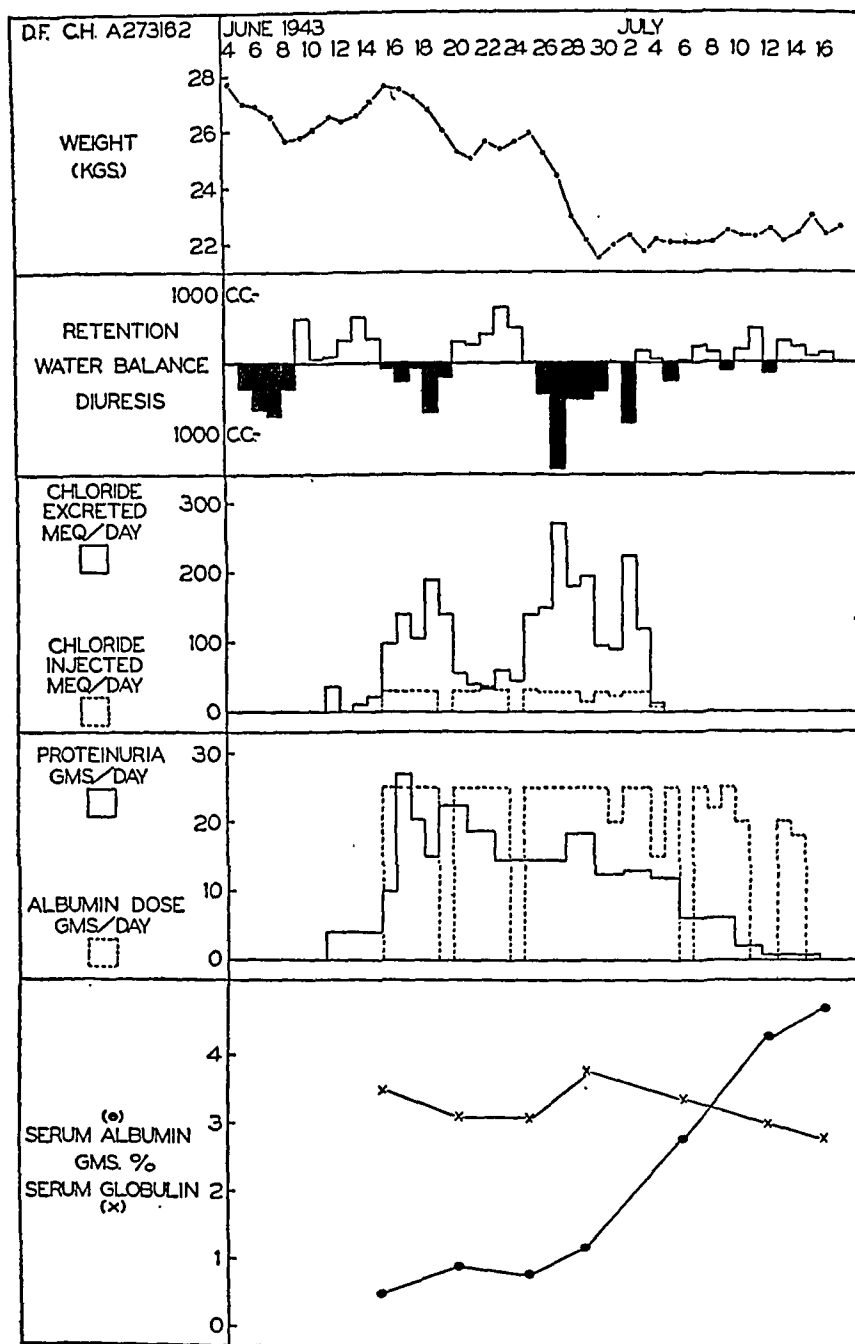 D.F. C.H. A273162
JUNE 1943
JULY
4 6 8 10 12 14 16 18 20 22 24 26 28 30 2 4 6 8 10 12 14 16
WEIGHT
(KGS.)
28
26
24
22
RETENTION
WATER BALANCE
DIURESIS
1000 CC-
1000 C.C.-
CHLORIDE
EXCRETED
MEQ/DAY
CHLORIDE
INJECTED
MEQ/DAY
300
200
100
0
PROTEINURIA
GMS/DAY
ALBUMIN DOSE
GMS/DAY
30
20
10
0
(•)
SERUM ALBUMIN
GMS. %
SERUM GLOBULIN
(x)
4
3
2
1
0